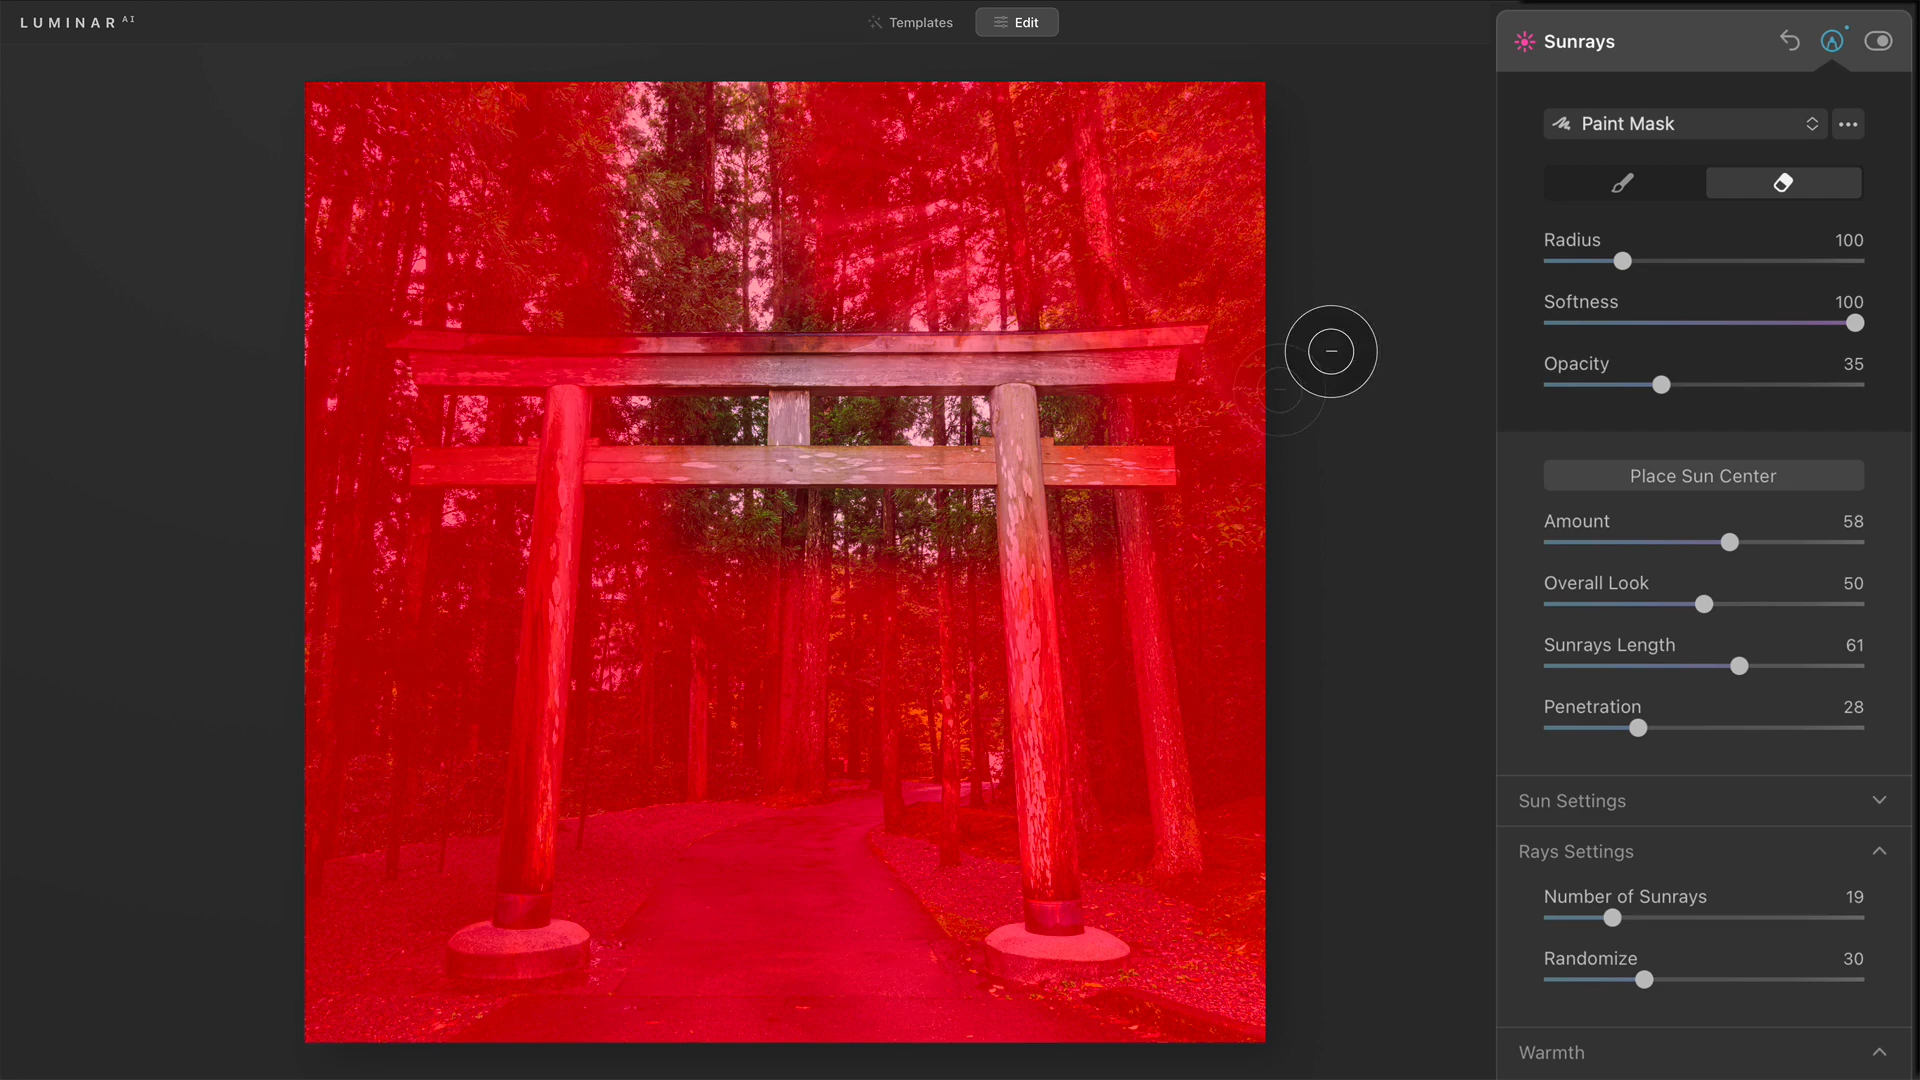 LUMINAR AI
Templates
Edit
Sunrays
Paint Mask
Radius 100
Softness 100
Opacity 35
Place Sun Center
Amount 58
Overall Look 50
Sunrays Length 61
Penetration 28
Sun Settings
Rays Settings
Number of Sunrays 19
Randomize 30
Warmth